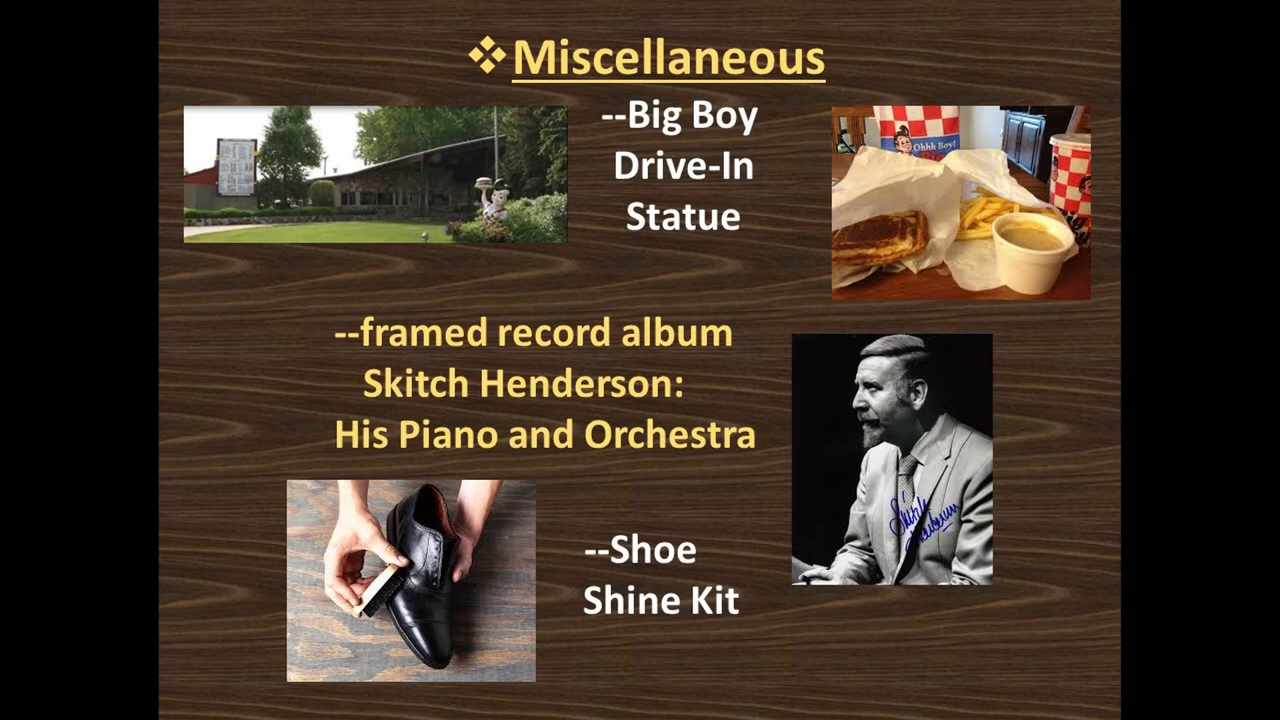 ❖Miscellaneous
--Big Boy
Drive-In
Statue
Ohhh Boy!
--framed record album
Skitch Henderson:
His Piano and Orchestra
--Shoe
Shine Kit